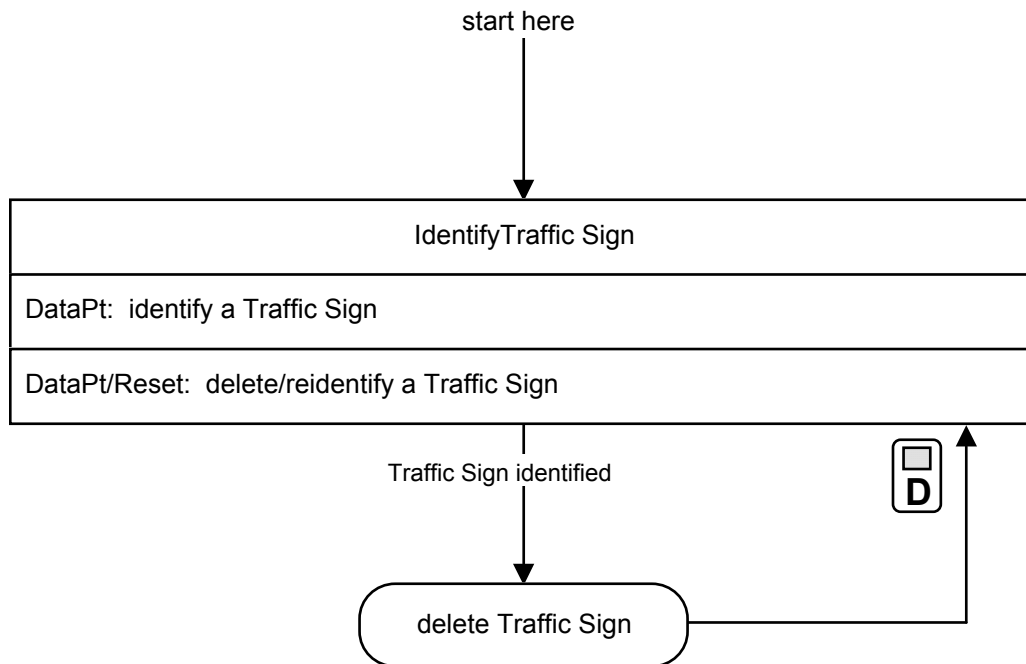 start here
IdentifyTraffic Sign
DataPt:  identify a Traffic Sign
DataPt/Reset:  delete/reidentify a Traffic Sign
Traffic Sign identified
D
delete Traffic Sign